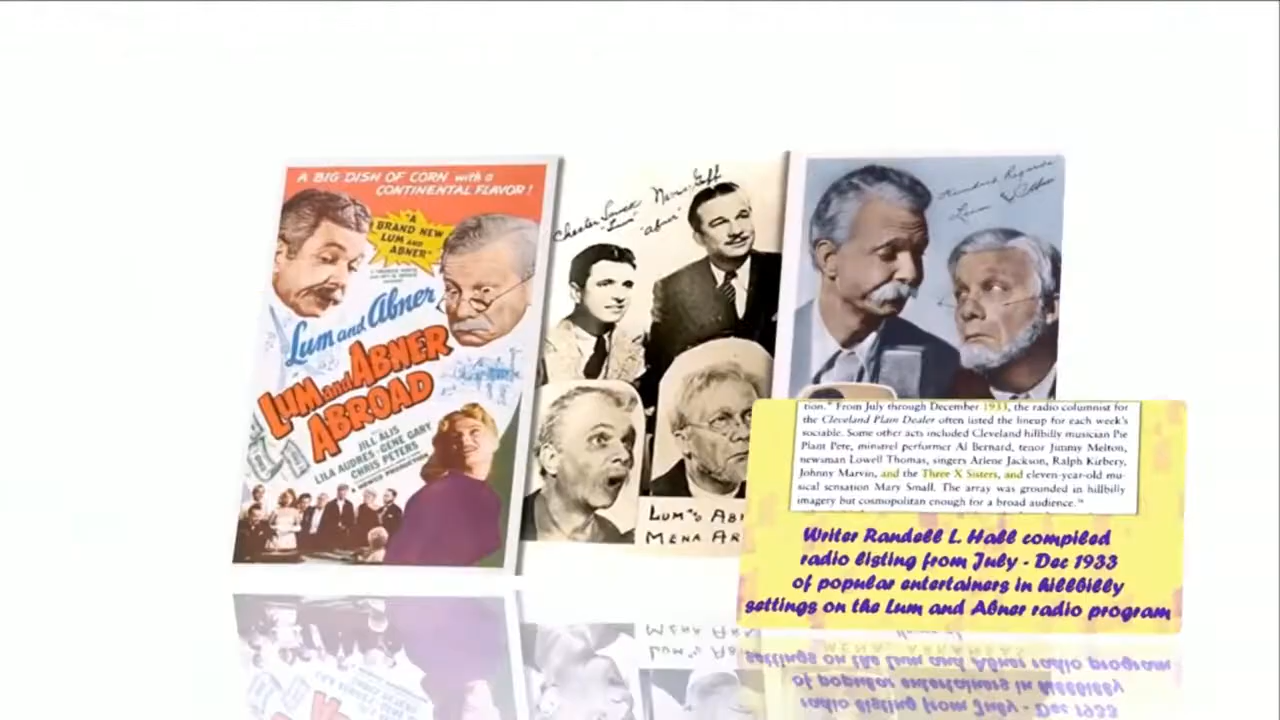 A BIG DISH OF CORN with a
CONTINENTAL FLAVOR!
"A
BRAND NEW
LUM AND
ABNER"
Lum and Abner
LUM and ABNER
ABROAD
JILL ALIS
LILA AUDRES · GENE GARY
CHRIS PETERS
Chester Lauck
"Lum"
Norris Goff
"abner"
LUM & AB
MENA AR
Kindest Regards
Lum & Abner
tion." From July through December 1933, the radio columnist for
the Cleveland Plain Dealer often listed the lineup for each week's
sociable. Some other acts included Cleveland hillbilly musician Pie
Plant Pete, minstrel performer Al Bernard, tenor Jimmy Melton,
newsman Lowell Thomas, singers Arlene Jackson, Ralph Kirbery,
Johnny Marvin, and the Three X Sisters, and eleven-year-old mu-
sical sensation Mary Small. The array was grounded in hillbilly
imagery but cosmopolitan enough for a broad audience."
Writer Randell L. Hall compiled
radio listing from July - Dec 1933
of popular entertainers in hillbilly
settings on the Lum and Abner radio program